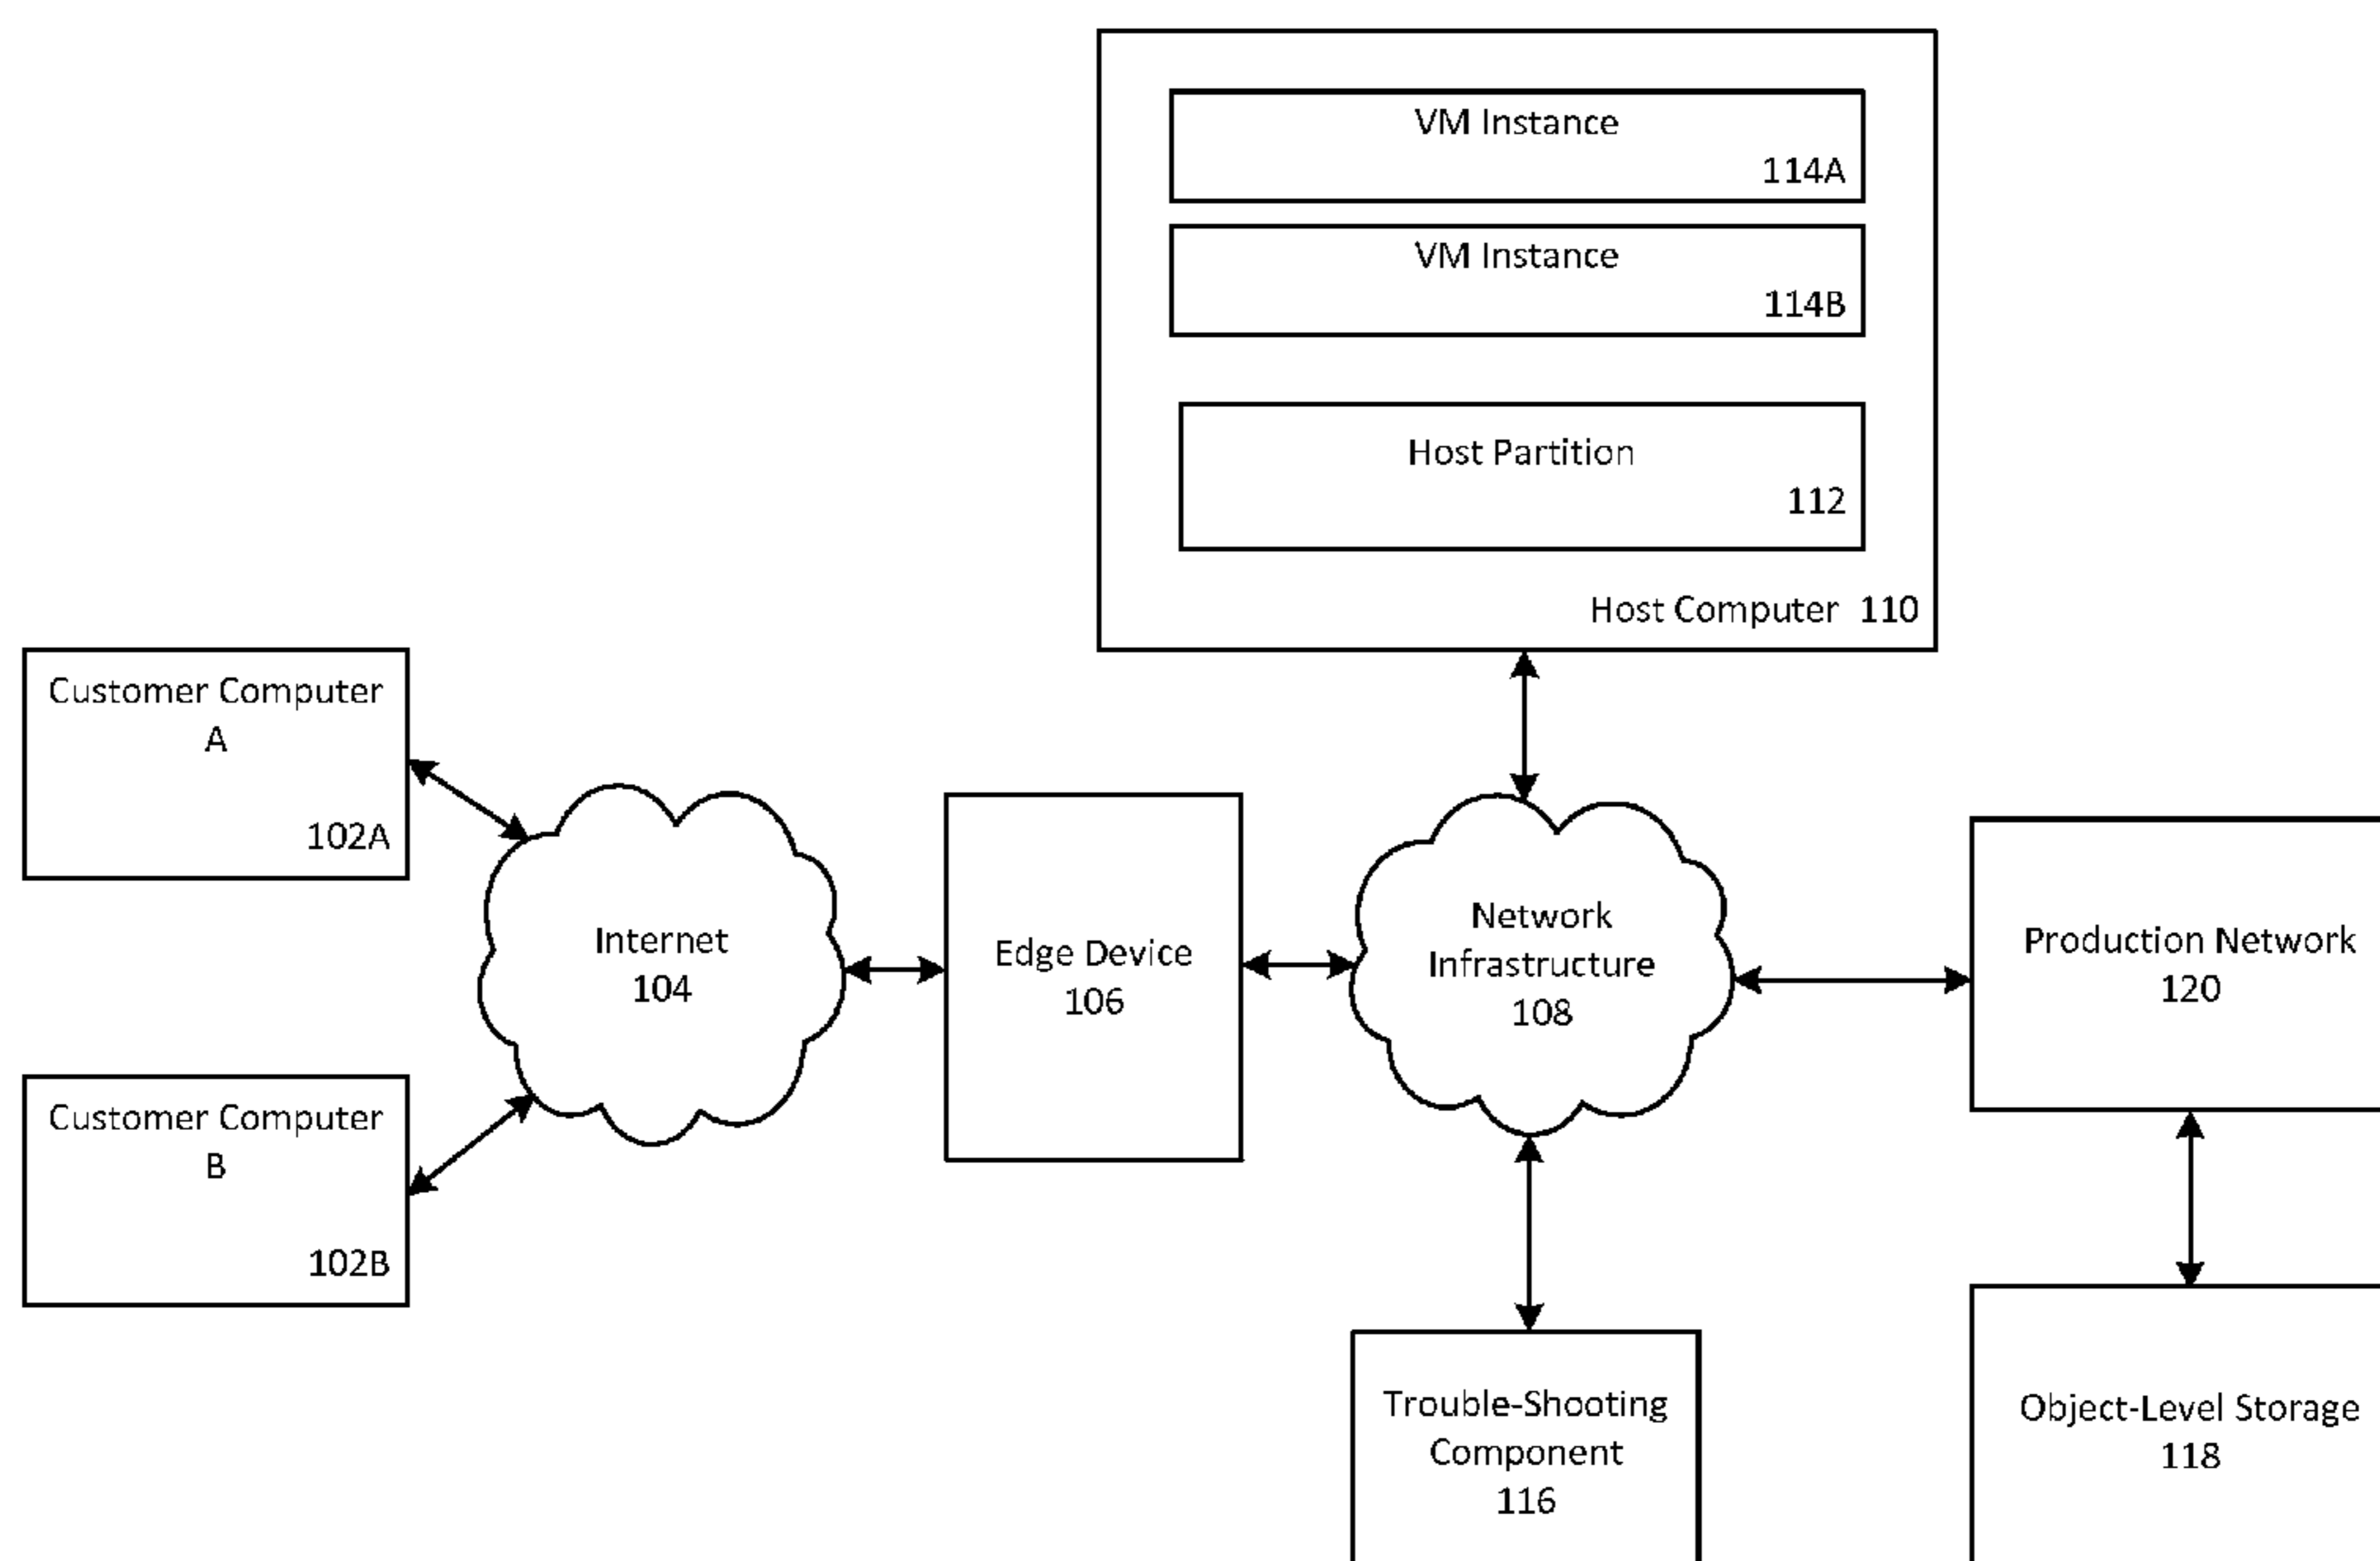 VM Instance
114A
VM Instance
114B
Host Partition
112
Host Computer 110
Customer Computer
A
102A
Customer Computer
B
102B
Internet
104
Edge Device
106
Network
Infrastructure
108
Production Network
120
Trouble-Shooting
Component
116
Object-Level Storage
118